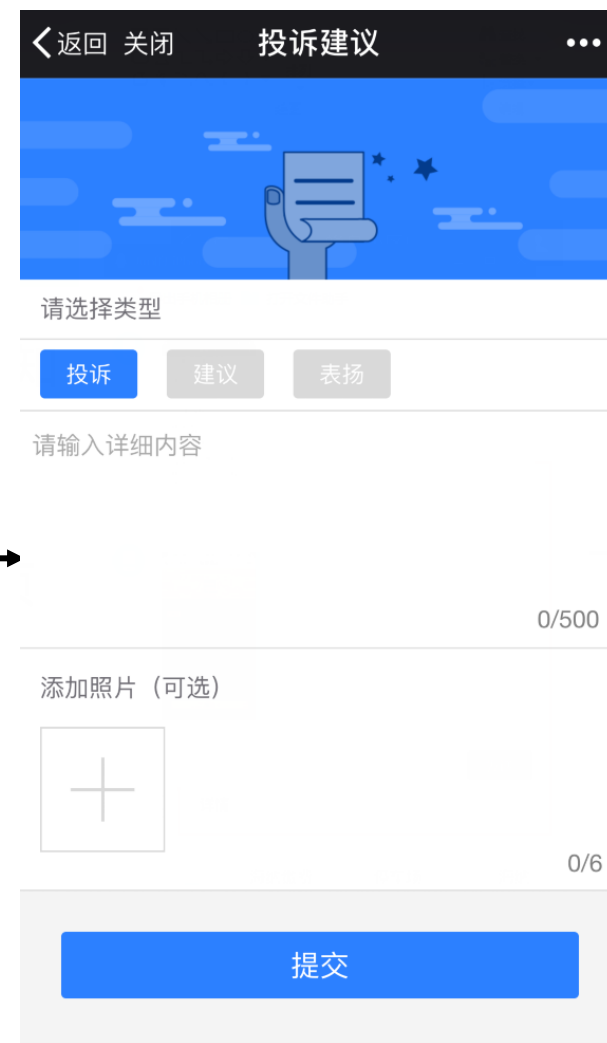 返回 关闭 投诉建议
请选择类型
投诉 建议 表扬
请输入详细内容
0/500
添加照片（可选）
0/6
提交